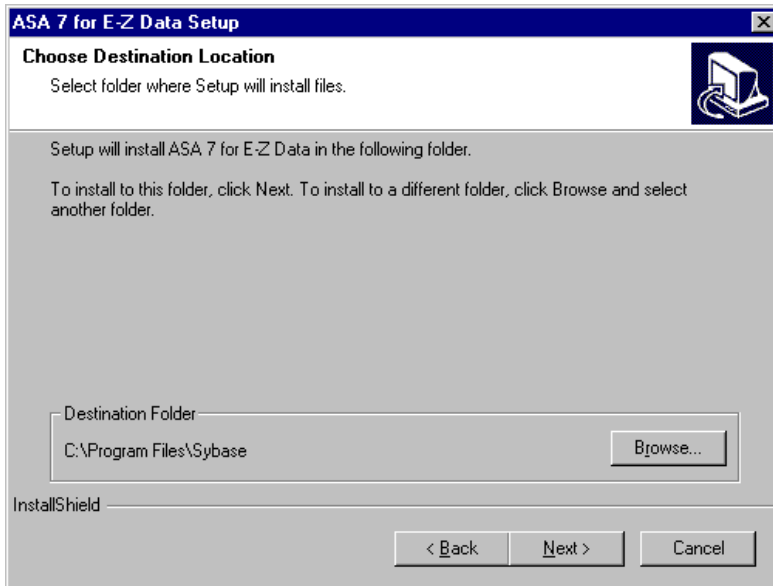 ASA 7 for E-Z Data Setup
Choose Destination Location
Select folder where Setup will install files.
Setup will install ASA 7 for E-Z Data in the following folder.
To install to this folder, click Next. To install to a different folder, click Browse and select
another folder.
Destination Folder
C:\Program Files\Sybase
Browse...
InstallShield
< Back
Next >
Cancel